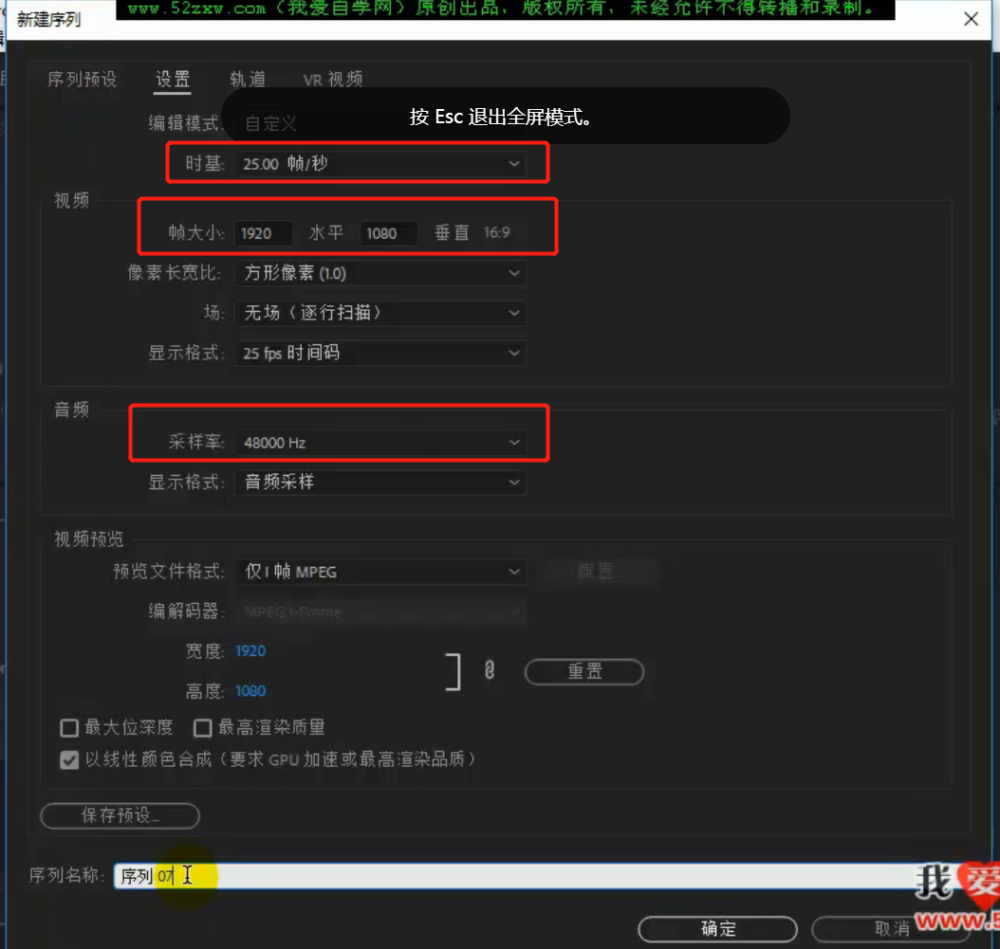 www.52zxw.com（我爱自学网）原创出品，版权所有，未经允许不得转播和录制。
新建序列
序列预设 设置 轨道 VR 视频
按 Esc 退出全屏模式。
编辑模式: 自定义
时基: 25.00 帧/秒
视频
帧大小: 1920 水平 1080 垂直 16:9
像素长宽比: 方形像素 (1.0)
场: 无场（逐行扫描）
显示格式: 25 fps 时间码
音频
采样率: 48000 Hz
显示格式: 音频采样
视频预览
预览文件格式: 仅 I 帧 MPEG 配置
编解码器: MPEG I-Frame
宽度: 1920
高度: 1080
重置
最大位深度 最高渲染质量
以线性颜色合成（要求 GPU 加速或最高渲染品质）
保存预设...
序列名称: 序列 07
我爱
www.5
确定 取消